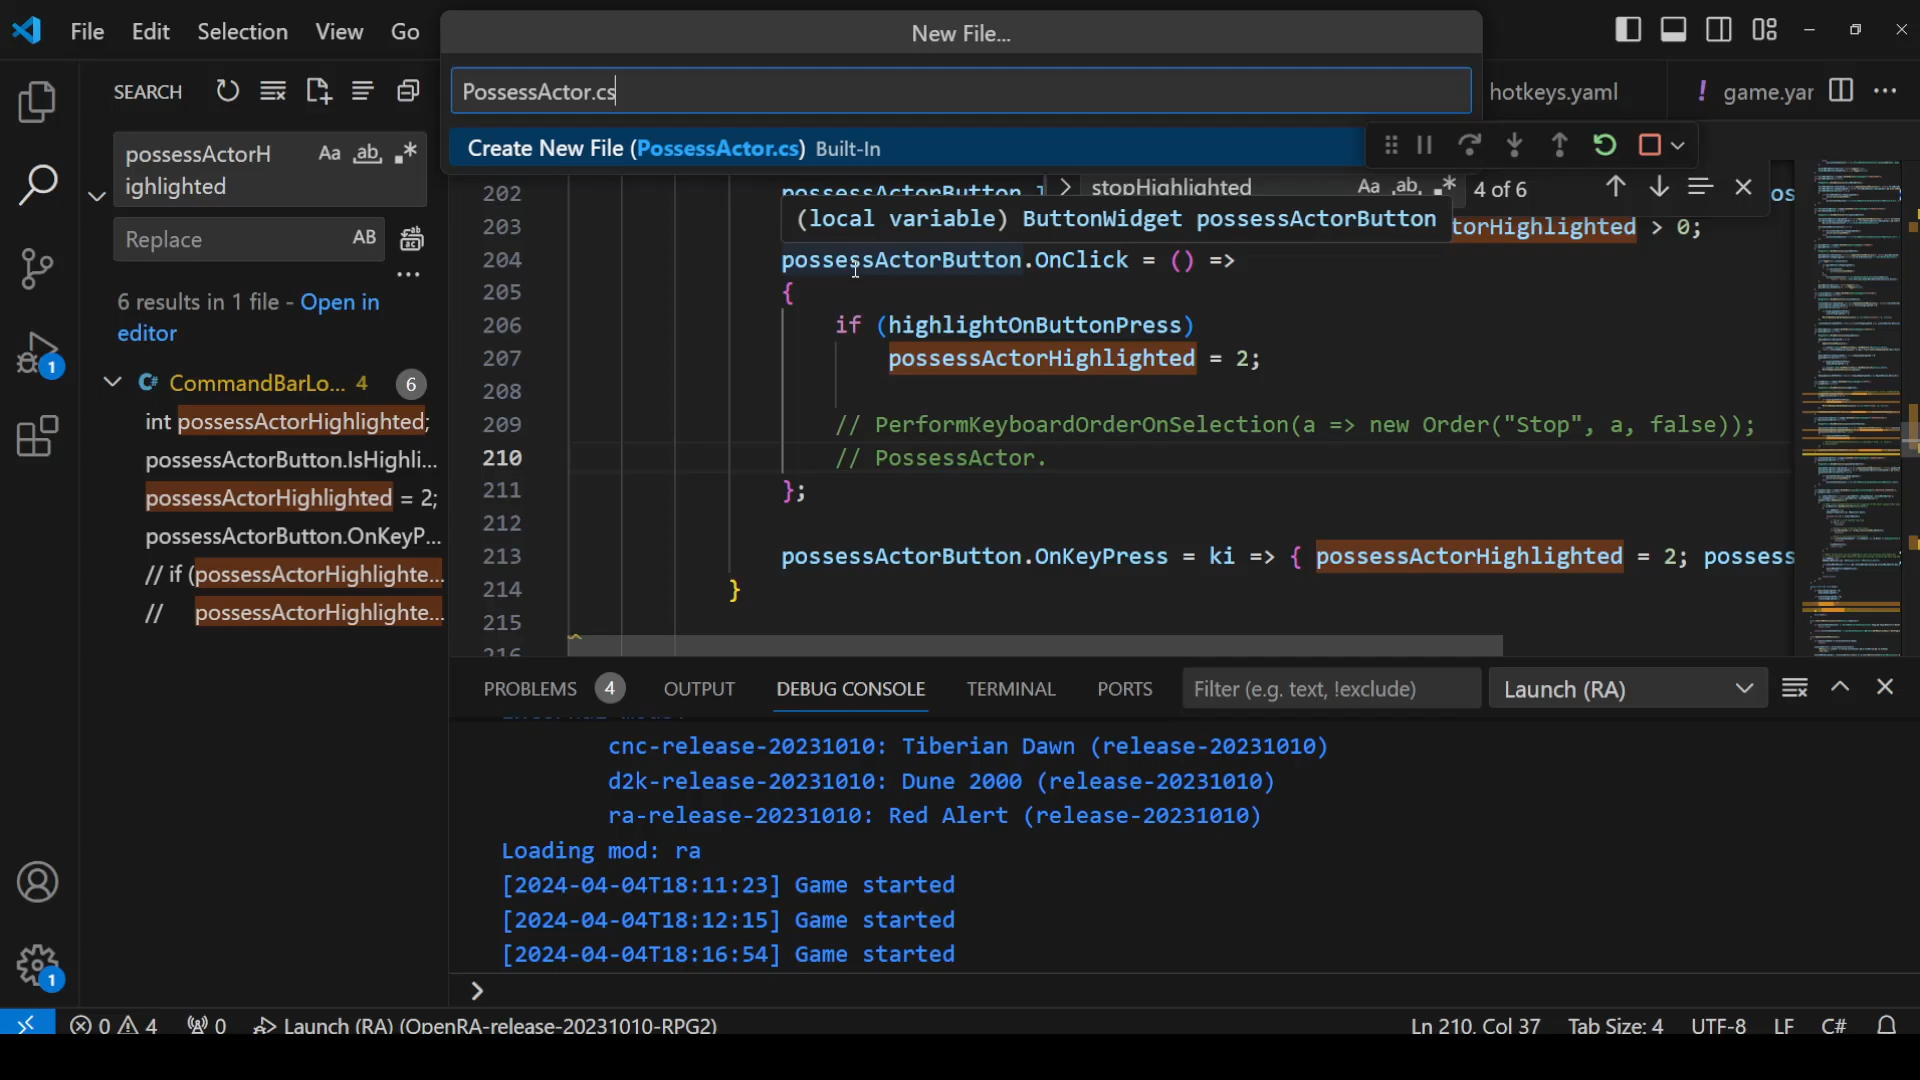 File Edit Selection View Go
New File...
PossessActor.cs
Create New File (PossessActor.cs) Built-In
hotkeys.yaml
! game.yar
SEARCH
possessActorH
ighlighted
Aa ab
Replace AB
6 results in 1 file - Open in
editor
C# CommandBarLo... 4 6
int possessActorHighlighted;
possessActorButton.IsHighli...
possessActorHighlighted = 2;
possessActorButton.OnKeyP...
// if (possessActorHighlighte...
// possessActorHighlighte...
stopHighlighted Aa ab 4 of 6
(local variable) ButtonWidget possessActorButton
202 possessActorButton
203 torHighlighted > 0;
204 possessActorButton.OnClick = () =>
205 {
206 if (highlightOnButtonPress)
207 possessActorHighlighted = 2;
208
209 // PerformKeyboardOrderOnSelection(a => new Order("Stop", a, false));
210 // PossessActor.
211 };
212
213 possessActorButton.OnKeyPress = ki => { possessActorHighlighted = 2; possess
214 }
215
216
PROBLEMS 4 OUTPUT DEBUG CONSOLE TERMINAL PORTS Filter (e.g. text, !exclude) Launch (RA)
cnc-release-20231010: Tiberian Dawn (release-20231010)
d2k-release-20231010: Dune 2000 (release-20231010)
ra-release-20231010: Red Alert (release-20231010)
Loading mod: ra
[2024-04-04T18:11:23] Game started
[2024-04-04T18:12:15] Game started
[2024-04-04T18:16:54] Game started
1
1
0 4 0 Launch (RA) (OpenRA-release-20231010-RPG2) Ln 210, Col 37 Tab Size: 4 UTF-8 LF C#